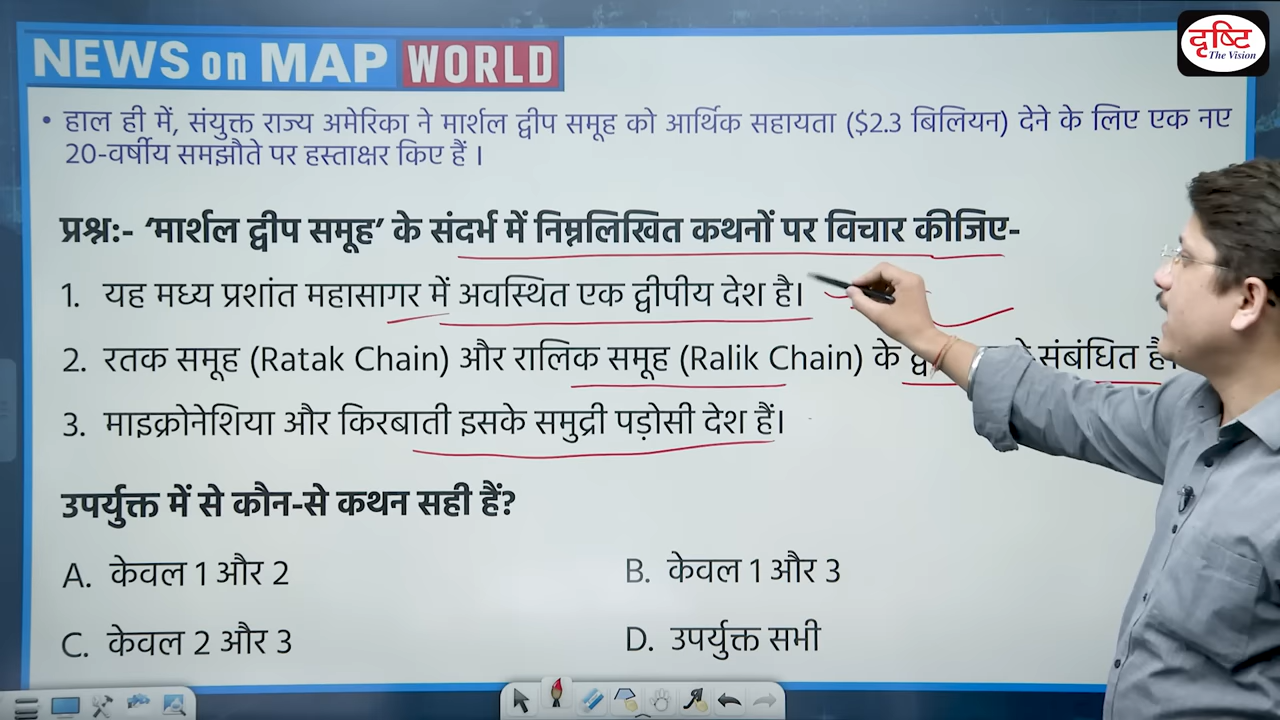 NEWS on MAP WORLD
दृष्टि
The Vision
• हाल ही में, संयुक्त राज्य अमेरिका ने मार्शल द्वीप समूह को आर्थिक सहायता ($2.3 बिलियन) देने के लिए एक नए
20-वर्षीय समझौते पर हस्ताक्षर किए हैं ।
प्रश्न:- ‘मार्शल द्वीप समूह’ के संदर्भ में निम्नलिखित कथनों पर विचार कीजिए-
1. यह मध्य प्रशांत महासागर में अवस्थित एक द्वीपीय देश है।
2. रतक समूह (Ratak Chain) और रालिक समूह (Ralik Chain) के संबंधित है।
3. माइक्रोनेशिया और किरबाती इसके समुद्री पड़ोसी देश हैं।
उपर्युक्त में से कौन-से कथन सही हैं?
A. केवल 1 और 2
B. केवल 1 और 3
C. केवल 2 और 3
D. उपर्युक्त सभी